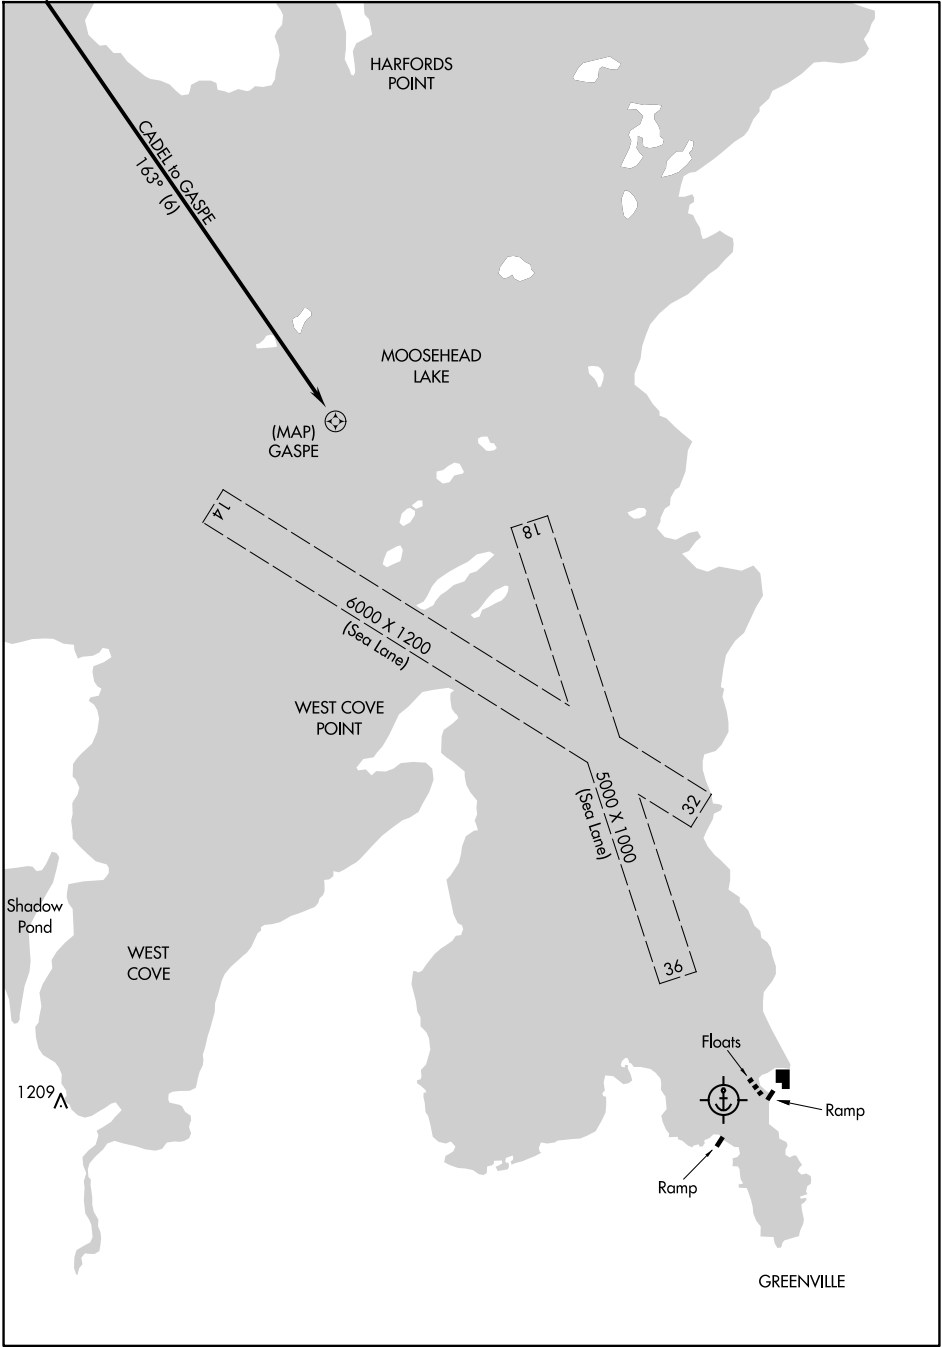 HARFORDS
POINT
CADEL to GASPE
163° (6)
MOOSEHEAD
LAKE
(MAP)
GASPE
14
18
6000 X 1200
(Sea Lane)
WEST COVE
POINT
5000 X 1000
(Sea Lane)
32
Shadow
Pond
WEST
COVE
36
Floats
1209
Ramp
Ramp
GREENVILLE